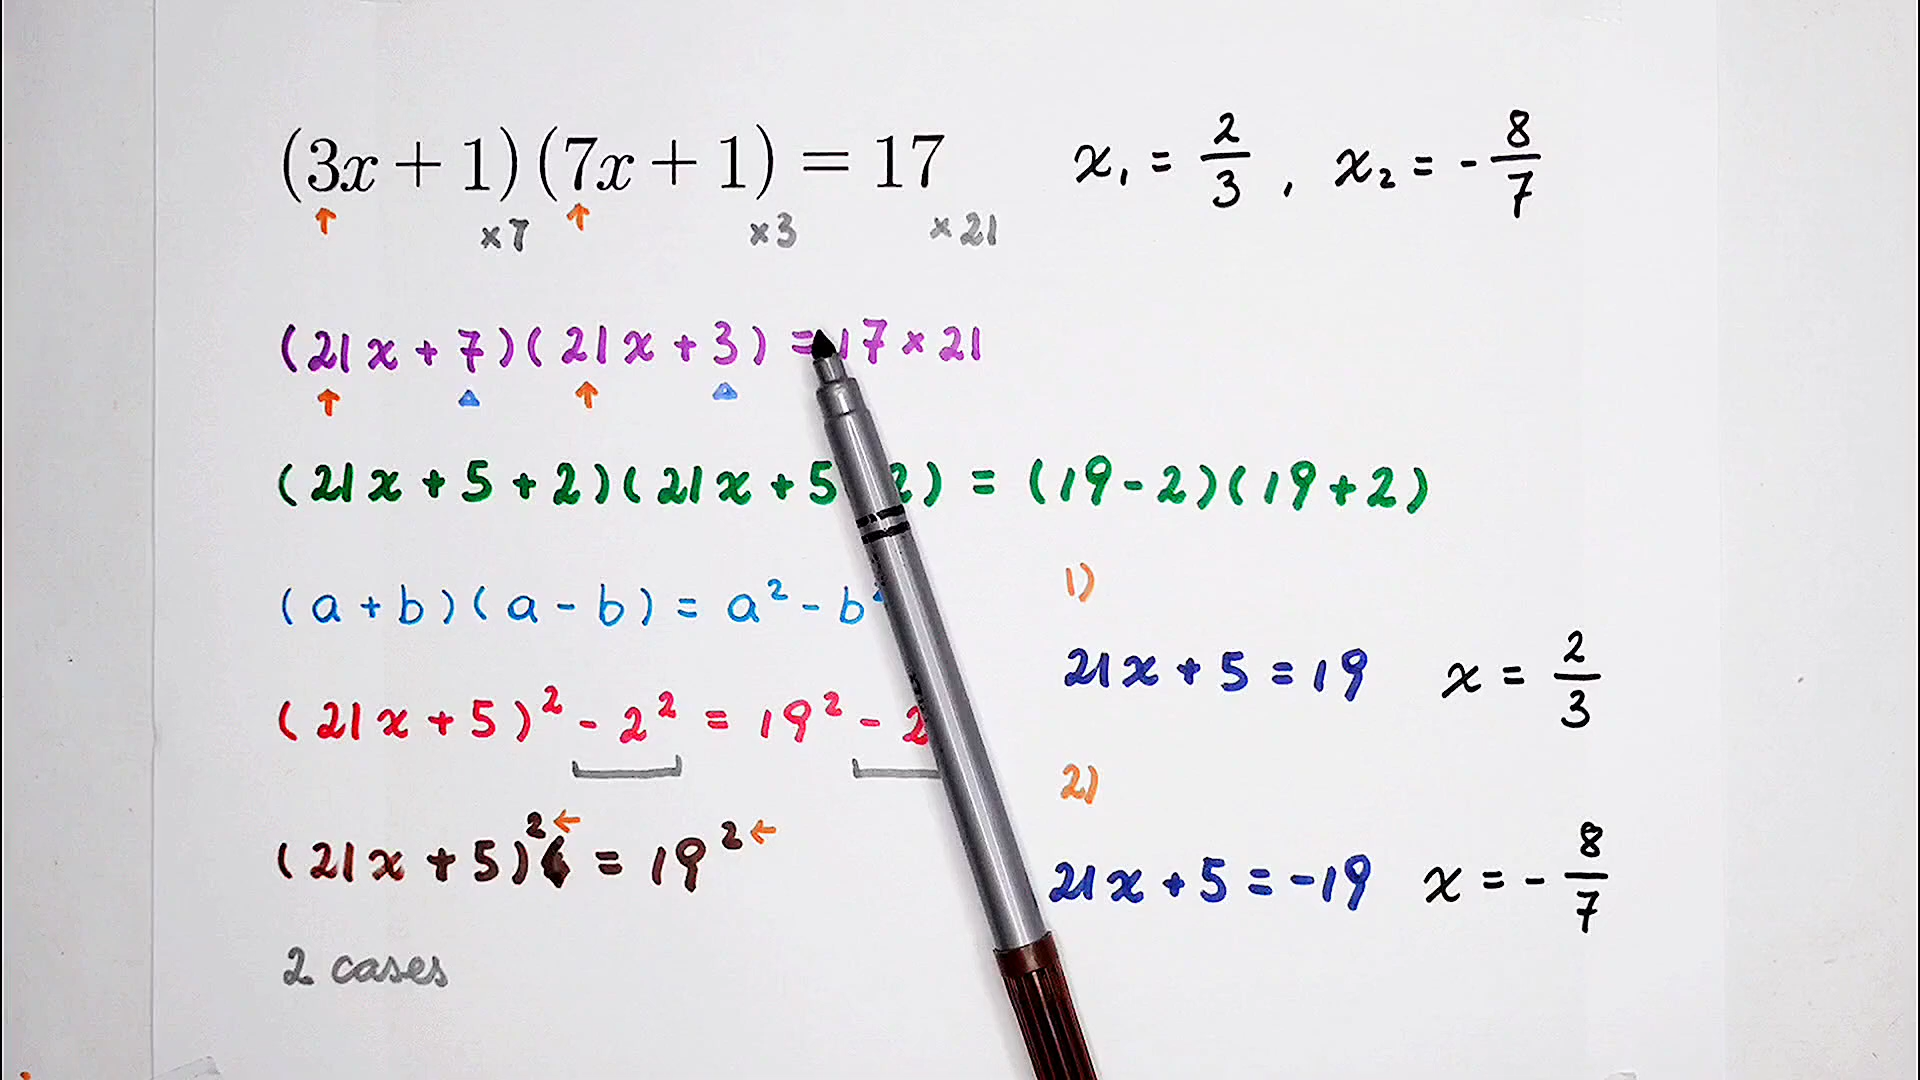 (3x + 1)(7x + 1) = 17
x₁ = 2/3 , x₂ = -8/7
×7 ×3 ×21
(21x + 7)(21x + 3) = 17 × 21
(21x + 5 + 2)(21x + 5 2) = (19 - 2)(19 + 2)
(a + b)(a - b) = a² - b²
(21x + 5)² - 2² = 19² - 2
(21x + 5)² = 19²
2 cases
1)
21x + 5 = 19 x = 2/3
2)
21x + 5 = -19 x = -8/7